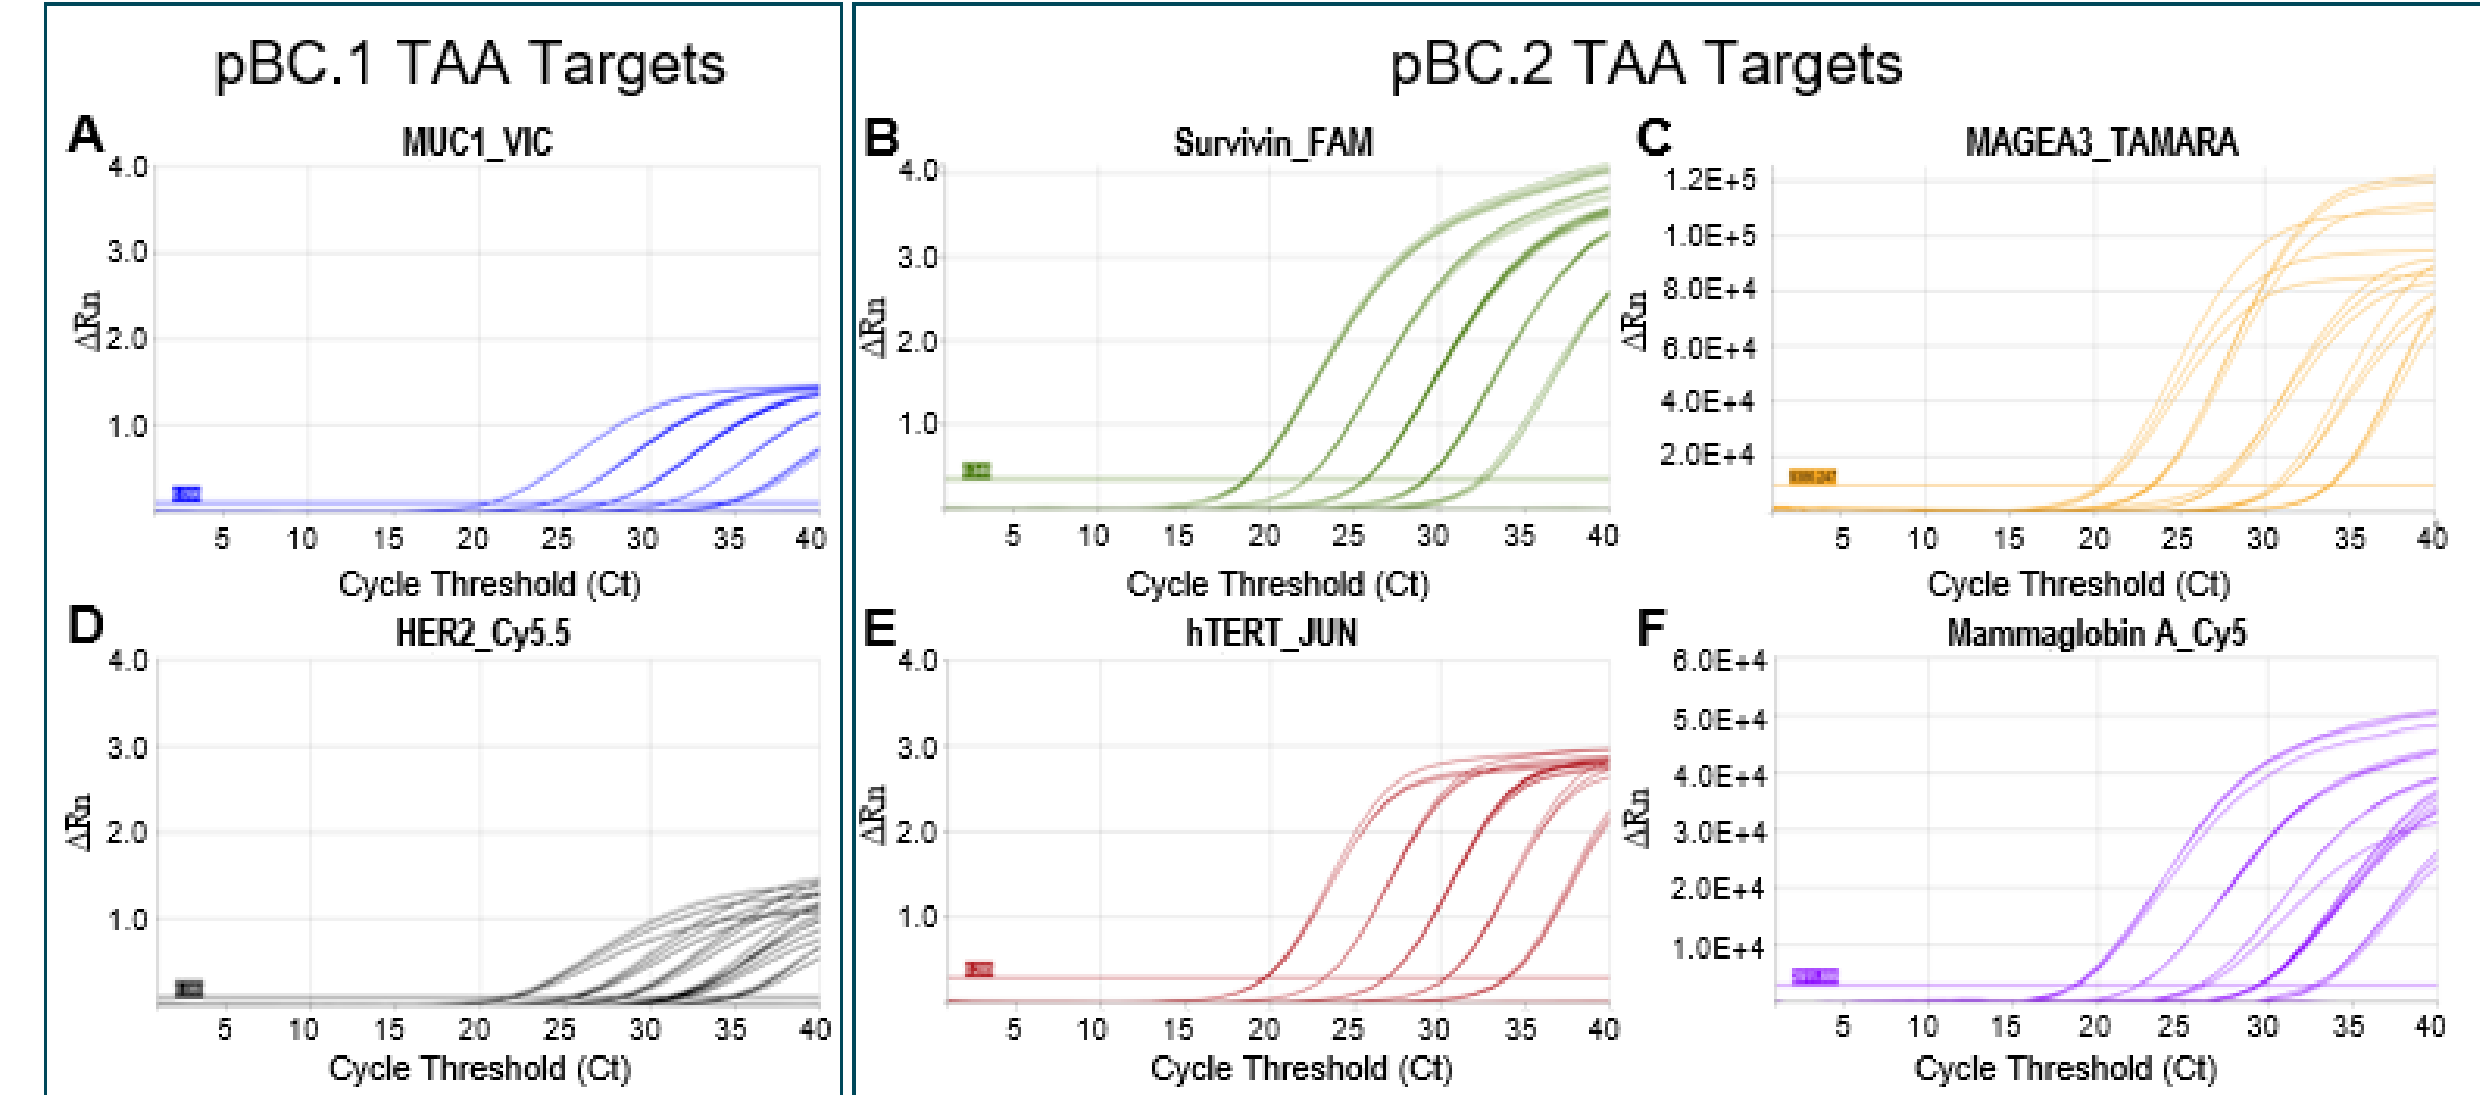 pBC.1 TAA Targets
pBC.2 TAA Targets
A
MUC1_VIC
4.0
3.0
2.0
1.0
ΔRn
5 10 15 20 25 30 35 40
Cycle Threshold (Ct)
B
Survivin_FAM
4.0
3.0
2.0
1.0
ΔRn
5 10 15 20 25 30 35 40
Cycle Threshold (Ct)
C
MAGEA3_TAMARA
1.2E+5
1.0E+5
8.0E+4
6.0E+4
4.0E+4
2.0E+4
ΔRn
5 10 15 20 25 30 35 40
Cycle Threshold (Ct)
D
HER2_Cy5.5
4.0
3.0
2.0
1.0
ΔRn
5 10 15 20 25 30 35 40
Cycle Threshold (Ct)
E
hTERT_JUN
4.0
3.0
2.0
1.0
ΔRn
5 10 15 20 25 30 35 40
Cycle Threshold (Ct)
F
Mammaglobin A_Cy5
6.0E+4
5.0E+4
4.0E+4
3.0E+4
2.0E+4
1.0E+4
ΔRn
5 10 15 20 25 30 35 40
Cycle Threshold (Ct)